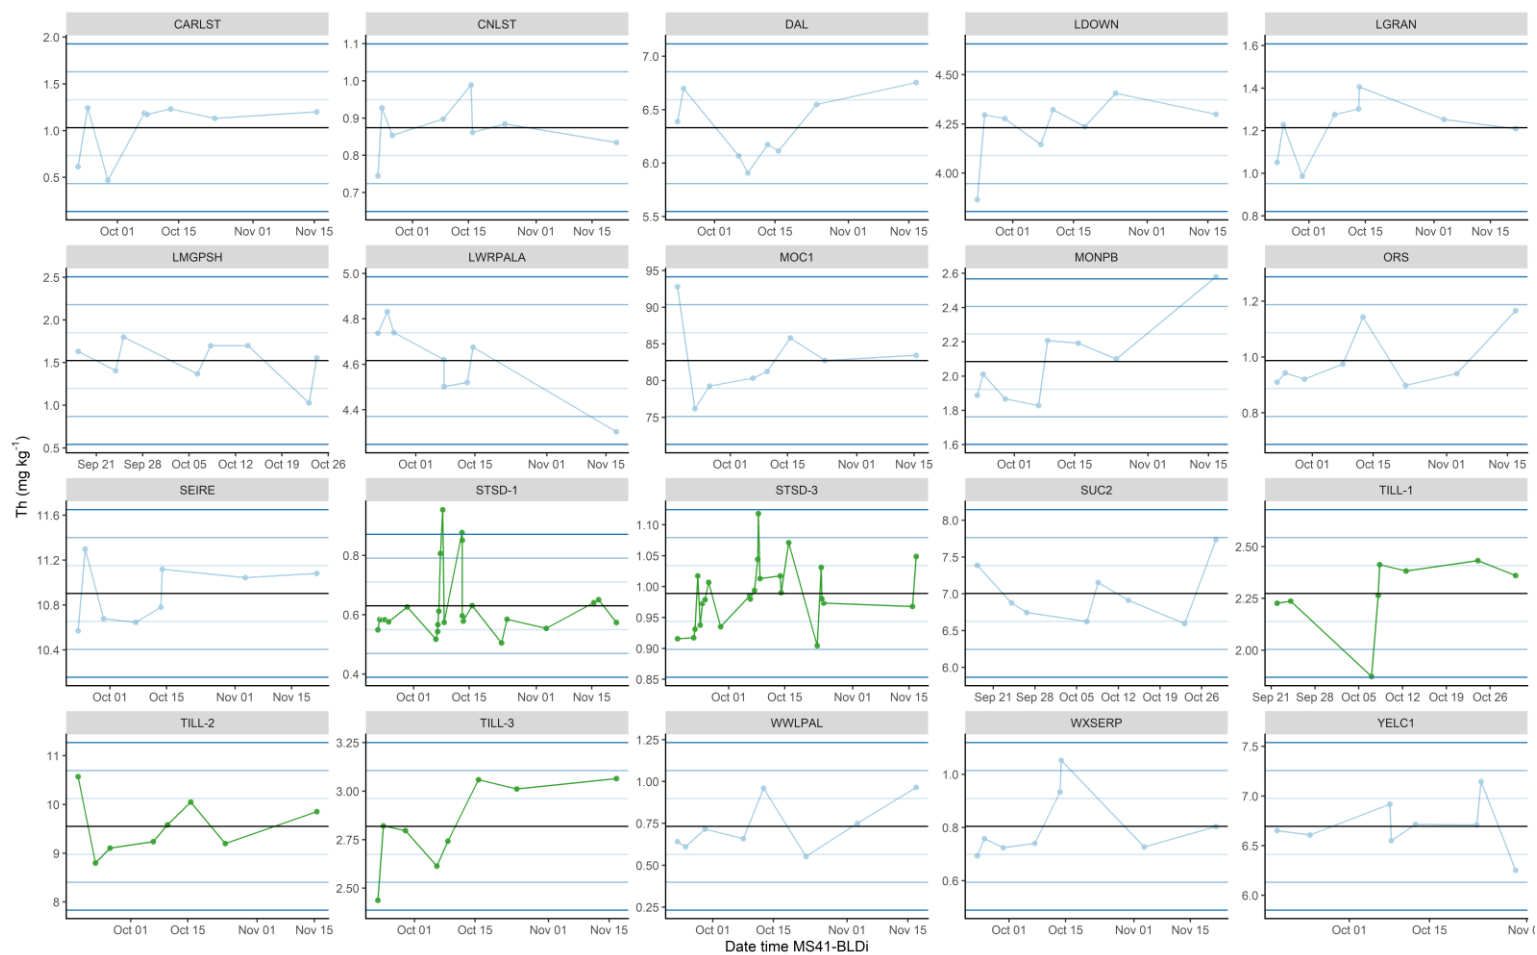 CARLST CNLST DAL LDOWN LGRAN
2.0 1.5 1.0 0.5
1.1 1.0 0.9 0.8 0.7
7.0 6.5 6.0 5.5
4.50 4.25 4.00
1.6 1.4 1.2 1.0 0.8
Oct 01 Oct 15 Nov 01 Nov 15 Oct 01 Oct 15 Nov 01 Nov 15 Oct 01 Oct 15 Nov 01 Nov 15 Oct 01 Oct 15 Nov 01 Nov 15 Oct 01 Oct 15 Nov 01 Nov 15
LMGPSH LWRPALA MOC1 MONPB ORS
2.5 2.0 1.5 1.0 0.5
5.0 4.8 4.6 4.4
95 90 85 80 75
2.6 2.4 2.2 2.0 1.8 1.6
1.2 1.0 0.8
Sep 21 Sep 28 Oct 05 Oct 12 Oct 19 Oct 26 Oct 01 Oct 15 Nov 01 Nov 15 Oct 01 Oct 15 Nov 01 Nov 15 Oct 01 Oct 15 Nov 01 Nov 15 Oct 01 Oct 15 Nov 01 Nov 15
Th (mg kg⁻¹)
SEIRE STSD-1 STSD-3 SUC2 TILL-1
11.6 11.2 10.8 10.4
0.8 0.6 0.4
1.10 1.05 1.00 0.95 0.90 0.85
8.0 7.5 7.0 6.5 6.0
2.50 2.25 2.00
Oct 01 Oct 15 Nov 01 Nov 15 Oct 01 Oct 15 Nov 01 Nov 15 Oct 01 Oct 15 Nov 01 Nov 15 Sep 21 Sep 28 Oct 05 Oct 12 Oct 19 Oct 26 Sep 21 Sep 28 Oct 05 Oct 12 Oct 19 Oct 26
TILL-2 TILL-3 WWLPAL WXSERP YELC1
11 10 9 8
3.25 3.00 2.75 2.50
1.25 1.00 0.75 0.50 0.25
1.0 0.8 0.6
7.5 7.0 6.5 6.0
Oct 01 Oct 15 Nov 01 Nov 15 Oct 01 Oct 15 Nov 01 Nov 15 Oct 01 Oct 15 Nov 01 Nov 15 Oct 01 Oct 15 Nov 01 Nov 15 Oct 01 Oct 15
Date time MS41-BLDi